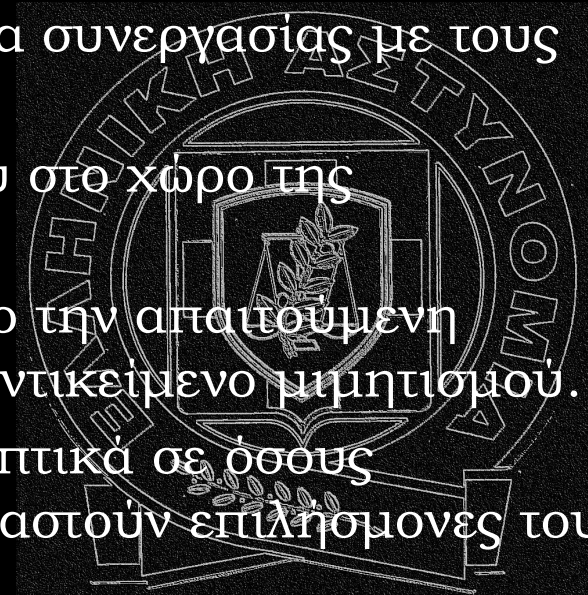 α συνεργασίας με τους
υ στο χώρο της
ο την απαιτούμενη
ντικείμενο μιμητισμού.
πτικά σε όσους
αστούν επιλήσμονες του
ΕΛΛΗΝΙΚΗ ΑΣΤΥΝΟΜΙΑ